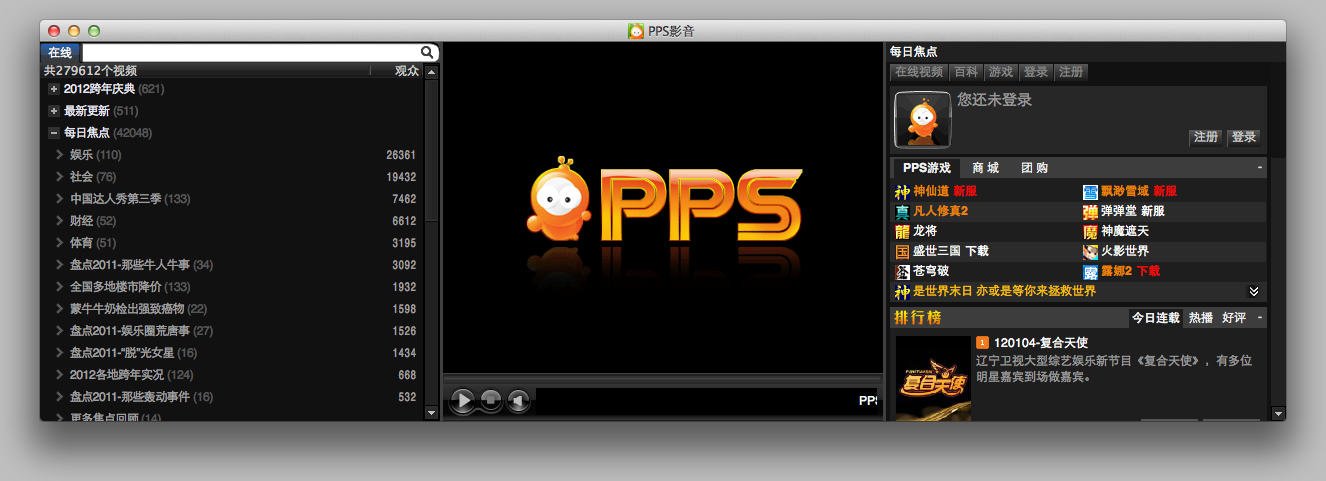 PPS影音
在线
共279612个视频 观众
2012跨年庆典 (621)
最新更新 (511)
每日焦点 (42048)
娱乐 (110) 26361
社会 (76) 19432
中国达人秀第三季 (133) 7462
财经 (52) 6612
体育 (51) 3195
盘点2011-那些牛人牛事 (34) 3092
全国多地楼市降价 (133) 1932
蒙牛牛奶检出强致癌物 (22) 1598
盘点2011-娱乐圈荒唐事 (27) 1526
盘点2011-“脱”光女星 (16) 1434
2012各地跨年实况 (124) 668
盘点2011-那些轰动事件 (16) 532
更多焦点回顾 (14)
PPS
PPS
每日焦点
在线视频 百科 游戏 登录 注册
您还未登录
注册 登录
PPS游戏 商城 团购 -
神 神仙道 新服 雪 飘渺雪域 新服
真 凡人修真2 弹 弹弹堂 新服
龍 龙将 魔 神魔遮天
国 盛世三国 下载 火影世界
苍穹破 露 露娜2 下载
神 是世界末日 亦或是等你来拯救世界
排行榜 今日连载 热播 好评 -
复合天使
1 120104-复合天使
辽宁卫视大型综艺娱乐新节目《复合天使》，有多位
明星嘉宾到场做嘉宾。